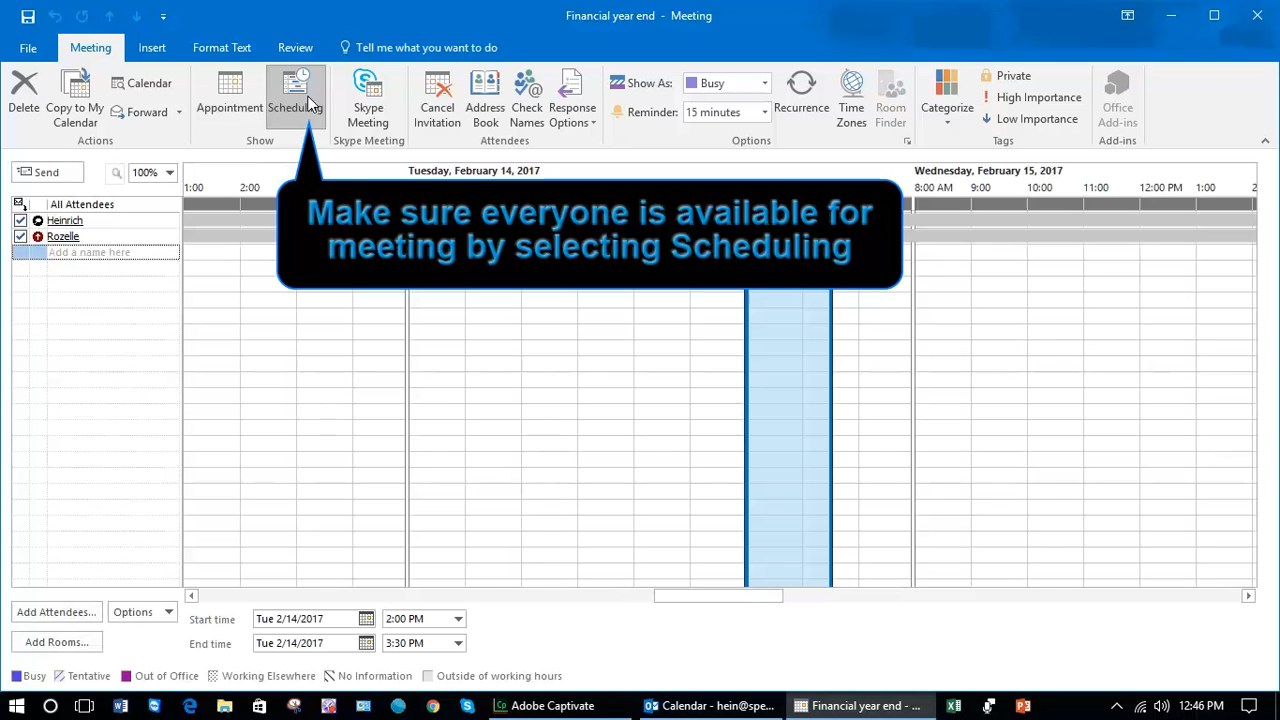 Financial year end - Meeting
File Meeting Insert Format Text Review Tell me what you want to do
Delete
Copy to My Calendar
Calendar
Forward
Actions
Appointment
Scheduling
Show
Skype Meeting
Skype Meeting
Cancel Invitation
Address Book
Check Names
Response Options
Attendees
Show As: Busy
Reminder: 15 minutes
Recurrence
Time Zones
Room Finder
Options
Categorize
Private
High Importance
Low Importance
Tags
Office Add-ins
Add-ins
Send 100%
Tuesday, February 14, 2017 Wednesday, February 15, 2017
1:00 2:00 8:00 AM 9:00 10:00 11:00 12:00 PM 1:00 2
All Attendees
Heinrich
Rozelle
Add a name here
Make sure everyone is available for
meeting by selecting Scheduling
Add Attendees... Options
Start time Tue 2/14/2017 2:00 PM
Add Rooms... End time Tue 2/14/2017 3:30 PM
Busy Tentative Out of Office Working Elsewhere No Information Outside of working hours
Adobe Captivate Calendar - hein@spe... Financial year end - ... 12:46 PM